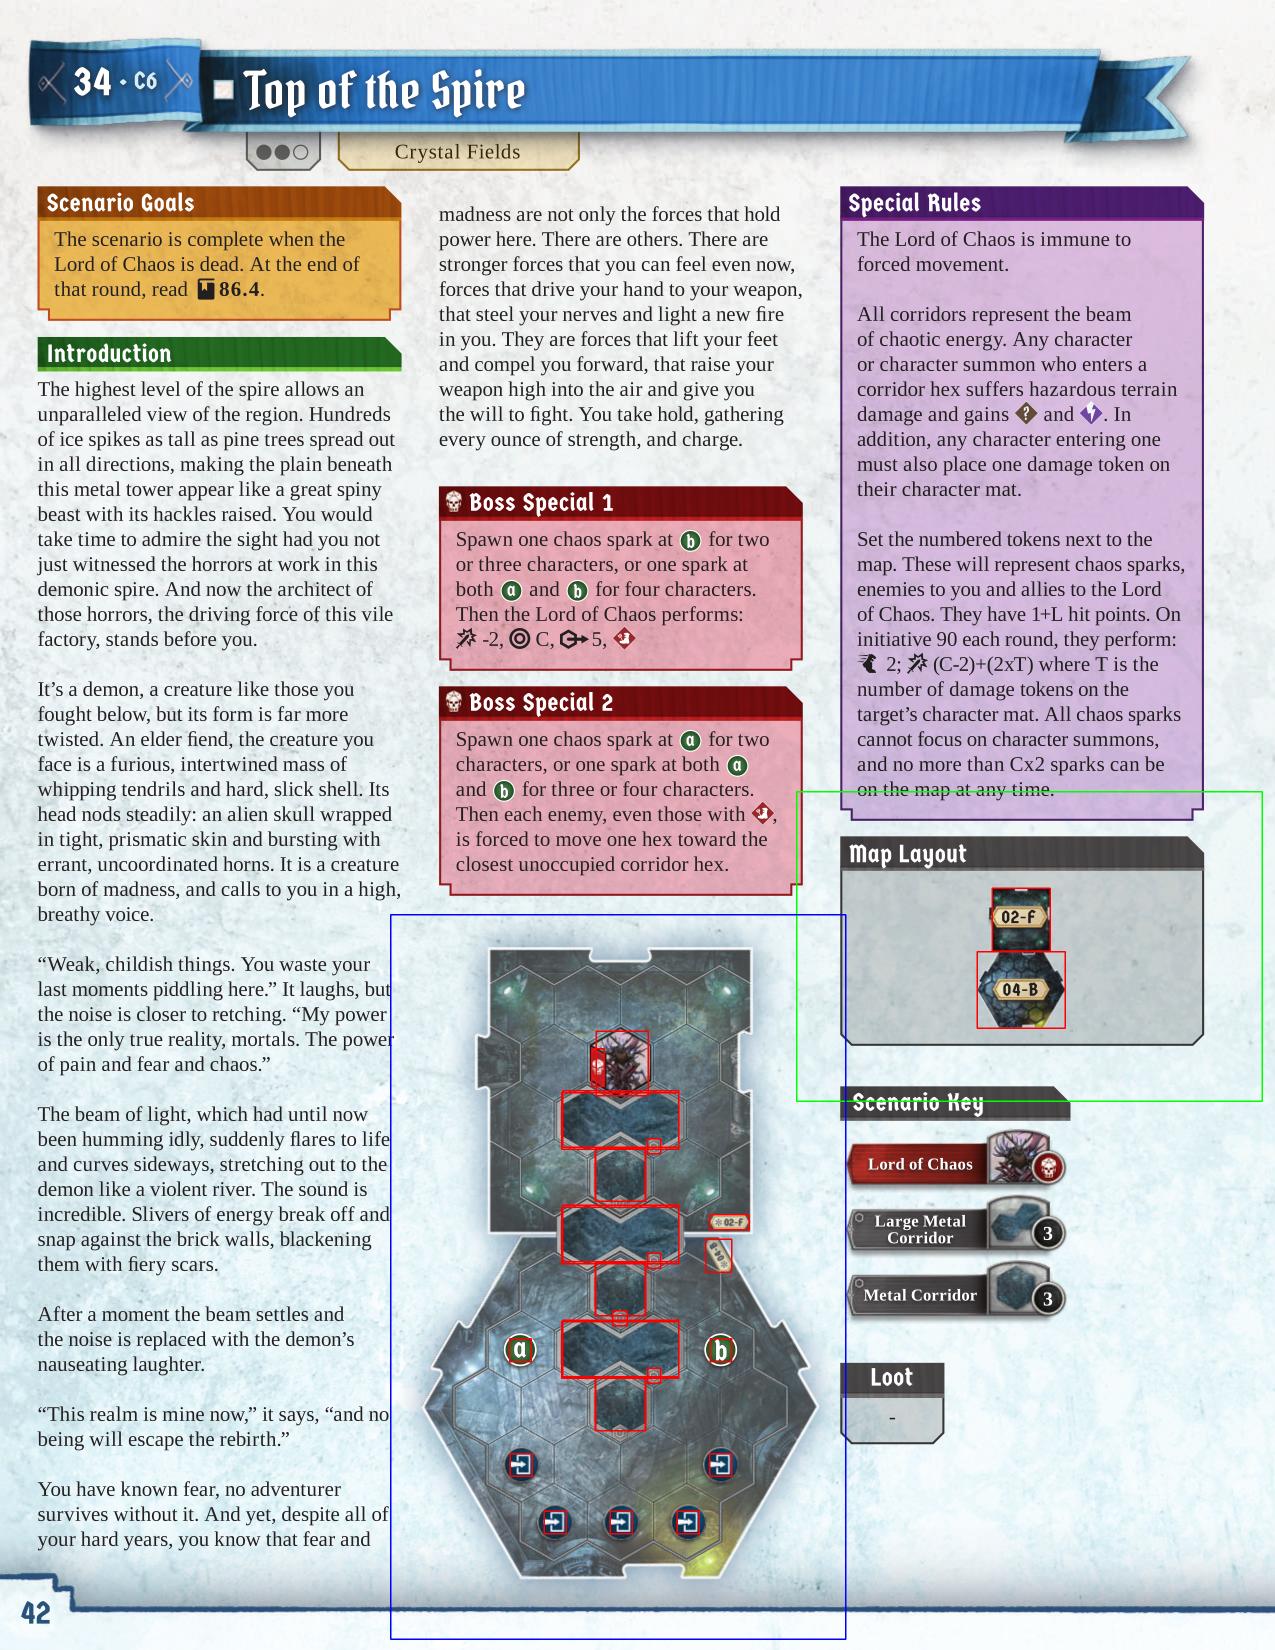 34 · C6
Top of the Spire
Crystal Fields
Scenario Goals
The scenario is complete when the
Lord of Chaos is dead. At the end of
that round, read 86.4.
Introduction
The highest level of the spire allows an
unparalleled view of the region. Hundreds
of ice spikes as tall as pine trees spread out
in all directions, making the plain beneath
this metal tower appear like a great spiny
beast with its hackles raised. You would
take time to admire the sight had you not
just witnessed the horrors at work in this
demonic spire. And now the architect of
those horrors, the driving force of this vile
factory, stands before you.
It’s a demon, a creature like those you
fought below, but its form is far more
twisted. An elder fiend, the creature you
face is a furious, intertwined mass of
whipping tendrils and hard, slick shell. Its
head nods steadily: an alien skull wrapped
in tight, prismatic skin and bursting with
errant, uncoordinated horns. It is a creature
born of madness, and calls to you in a high,
breathy voice.
“Weak, childish things. You waste your
last moments piddling here.” It laughs, but
the noise is closer to retching. “My power
is the only true reality, mortals. The power
of pain and fear and chaos.”
The beam of light, which had until now
been humming idly, suddenly flares to life
and curves sideways, stretching out to the
demon like a violent river. The sound is
incredible. Slivers of energy break off and
snap against the brick walls, blackening
them with fiery scars.
After a moment the beam settles and
the noise is replaced with the demon’s
nauseating laughter.
“This realm is mine now,” it says, “and no
being will escape the rebirth.”
You have known fear, no adventurer
survives without it. And yet, despite all of
your hard years, you know that fear and
madness are not only the forces that hold
power here. There are others. There are
stronger forces that you can feel even now,
forces that drive your hand to your weapon,
that steel your nerves and light a new fire
in you. They are forces that lift your feet
and compel you forward, that raise your
weapon high into the air and give you
the will to fight. You take hold, gathering
every ounce of strength, and charge.
Boss Special 1
Spawn one chaos spark at b for two
or three characters, or one spark at
both a and b for four characters.
Then the Lord of Chaos performs:
-2, C, 5,
Boss Special 2
Spawn one chaos spark at a for two
characters, or one spark at both a
and b for three or four characters.
Then each enemy, even those with ,
is forced to move one hex toward the
closest unoccupied corridor hex.
02-F
04-B
a
b
Special Rules
The Lord of Chaos is immune to
forced movement.
All corridors represent the beam
of chaotic energy. Any character
or character summon who enters a
corridor hex suffers hazardous terrain
damage and gains ? and . In
addition, any character entering one
must also place one damage token on
their character mat.
Set the numbered tokens next to the
map. These will represent chaos sparks,
enemies to you and allies to the Lord
of Chaos. They have 1+L hit points. On
initiative 90 each round, they perform:
2; (C-2)+(2xT) where T is the
number of damage tokens on the
target’s character mat. All chaos sparks
cannot focus on character summons,
and no more than Cx2 sparks can be
on the map at any time.
Map Layout
02-F
04-B
Scenario Key
Lord of Chaos
Large Metal
Corridor
3
Metal Corridor
3
Loot
-
42